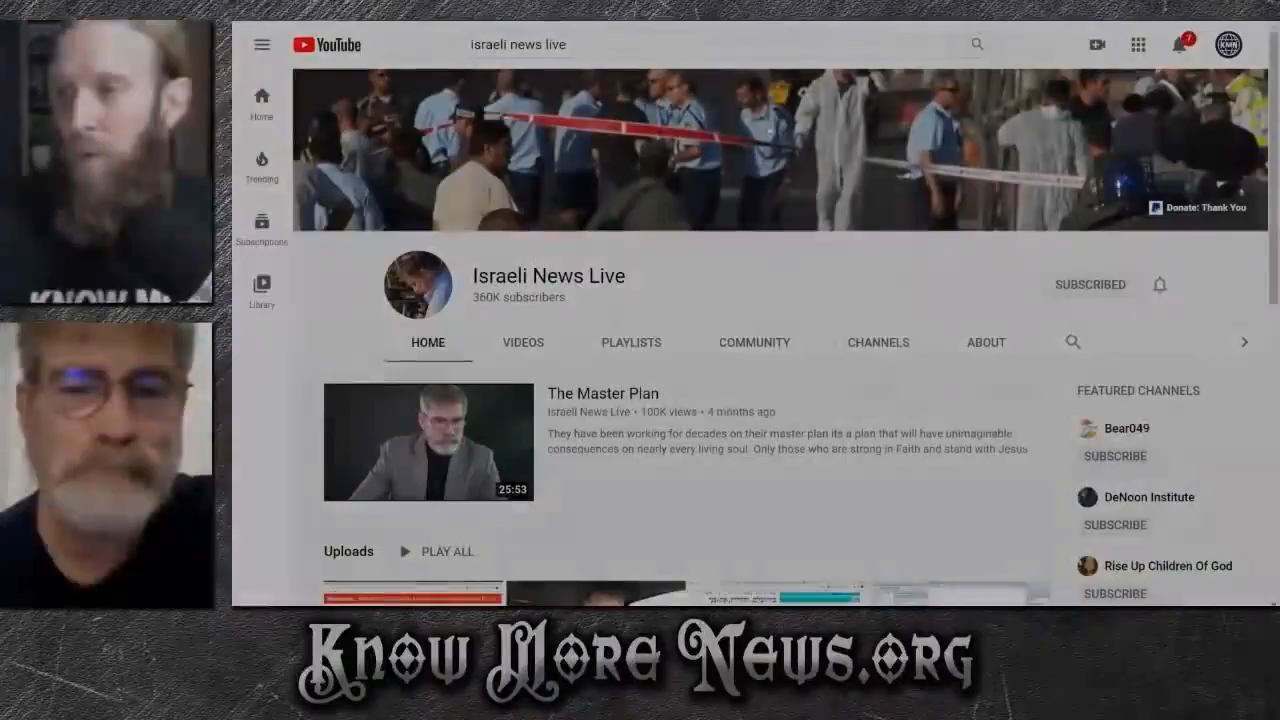 YouTube
israeli news live
7
KMN
Home
Trending
Subscriptions
Library
Donate: Thank You
Israeli News Live
360K subscribers
SUBSCRIBED
HOME
VIDEOS
PLAYLISTS
COMMUNITY
CHANNELS
ABOUT
25:53
The Master Plan
Israeli News Live • 100K views • 4 months ago
They have been working for decades on their master plan its a plan that will have unimaginable
consequences on nearly every living soul. Only those who are strong in Faith and stand with Jesus
FEATURED CHANNELS
Bear049
SUBSCRIBE
DeNoon Institute
SUBSCRIBE
Rise Up Children Of God
SUBSCRIBE
Uploads
PLAY ALL
KNOW M
Know More News.org